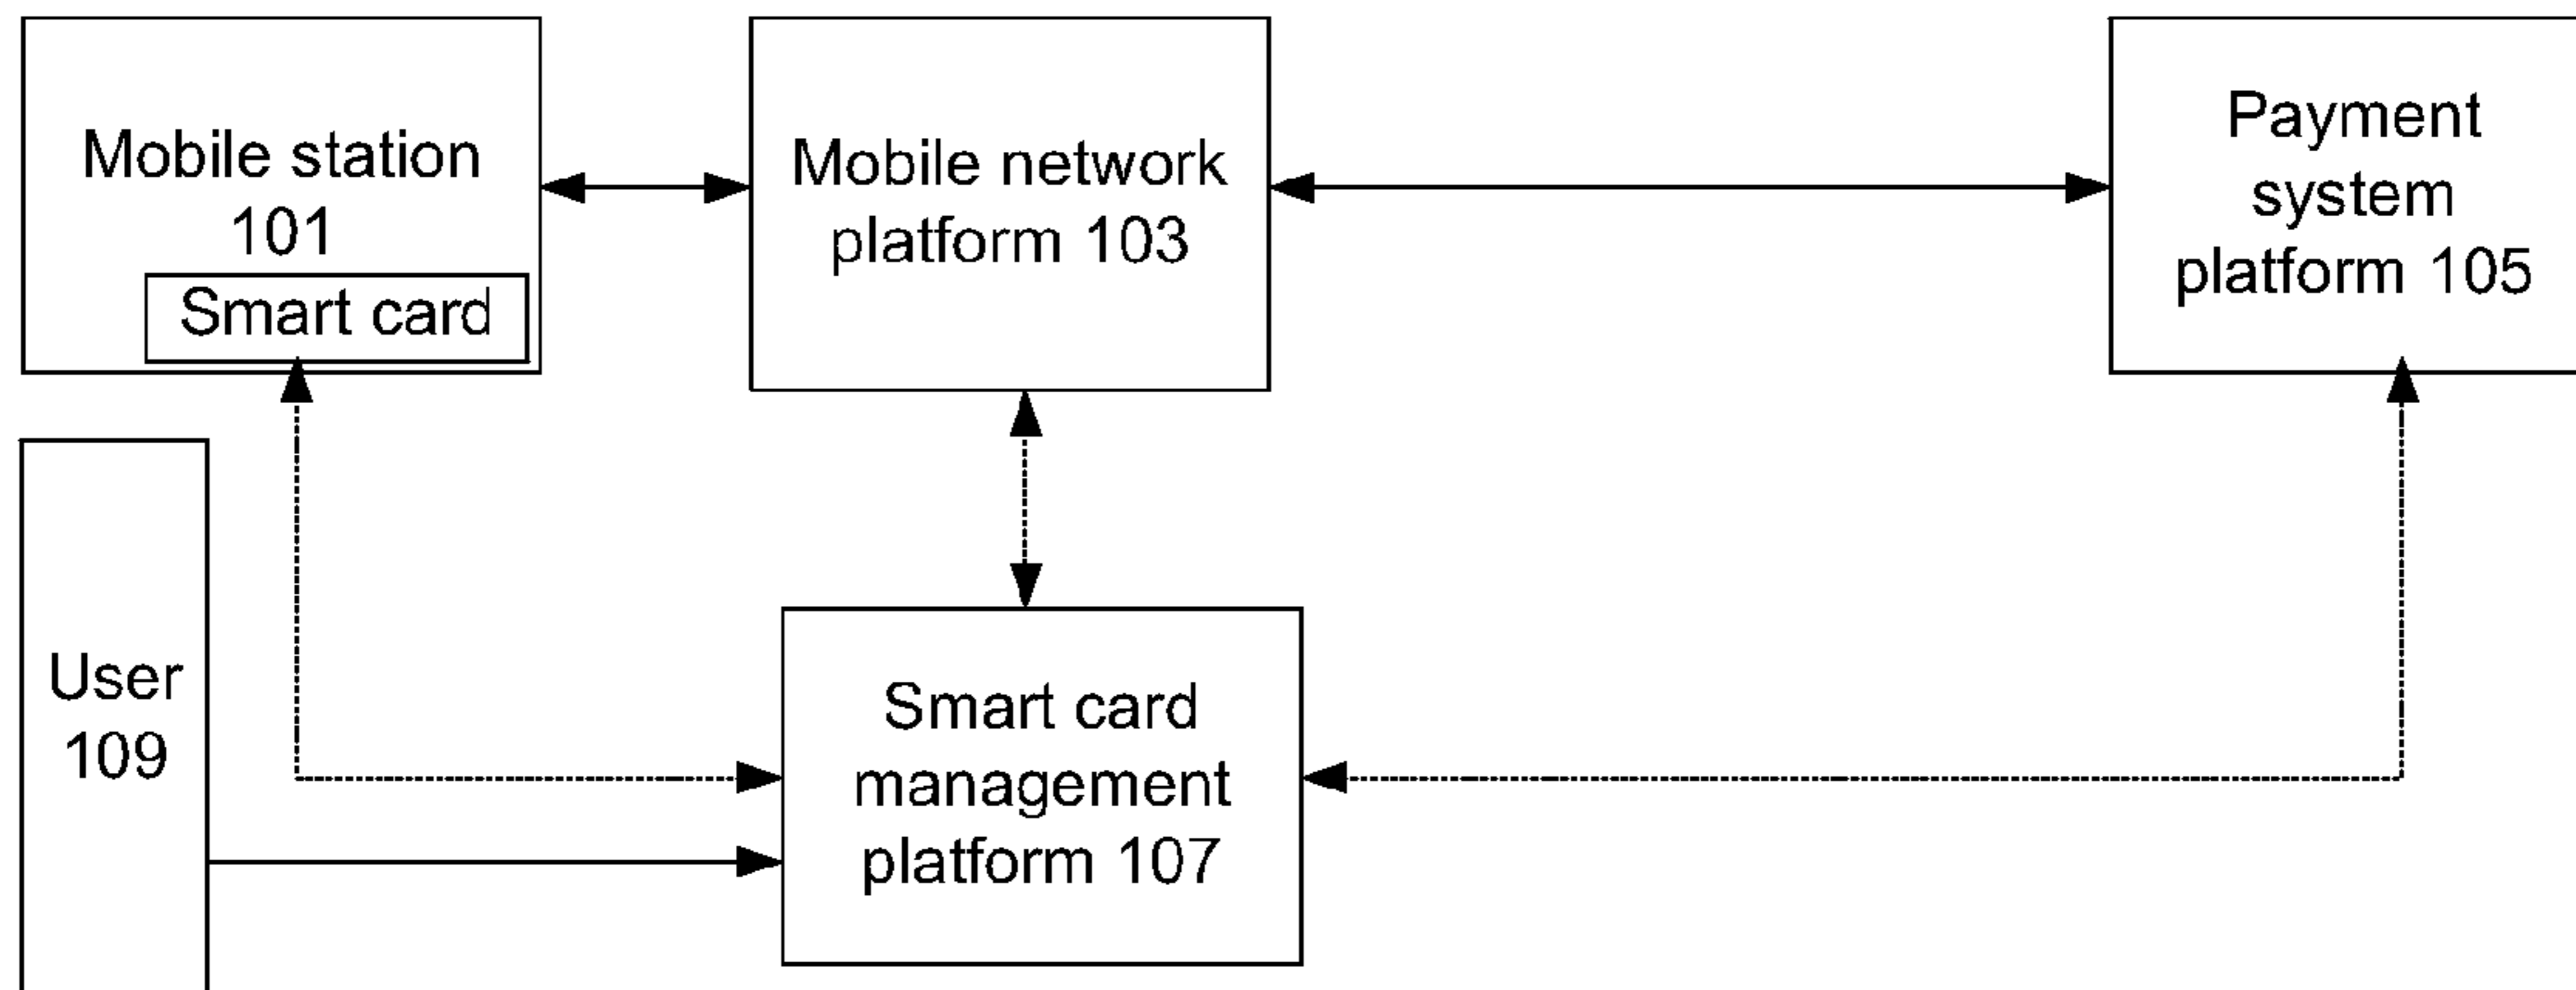 Mobile station
101
Smart card
Mobile network
platform 103
Payment
system
platform 105
User
109
Smart card
management
platform 107